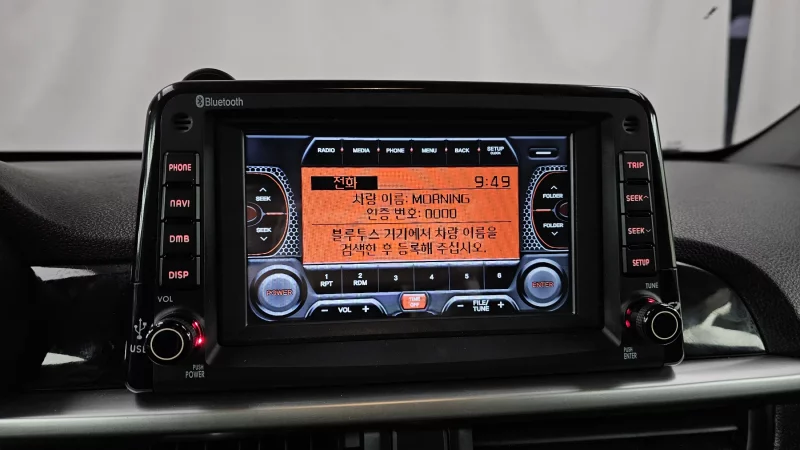 Bluetooth
RADIO MEDIA PHONE MENU BACK SETUP
CLOCK
PHONE
NAVI
DMB
DISP
VOL
USB
PUSH
POWER
SEEK
SEEK
POWER
전화 9:49
차량 이름: MORNING
인증 번호: 0000
블루투스 기기에서 차량 이름을
검색한 후 등록해 주십시오.
1 2 3 4 5 6
RPT RDM
- VOL +
- FILE/ +
TUNE
FOLDER
FOLDER
ENTER
TRIP
SEEK
SEEK
SETUP
TUNE
PUSH
ENTER